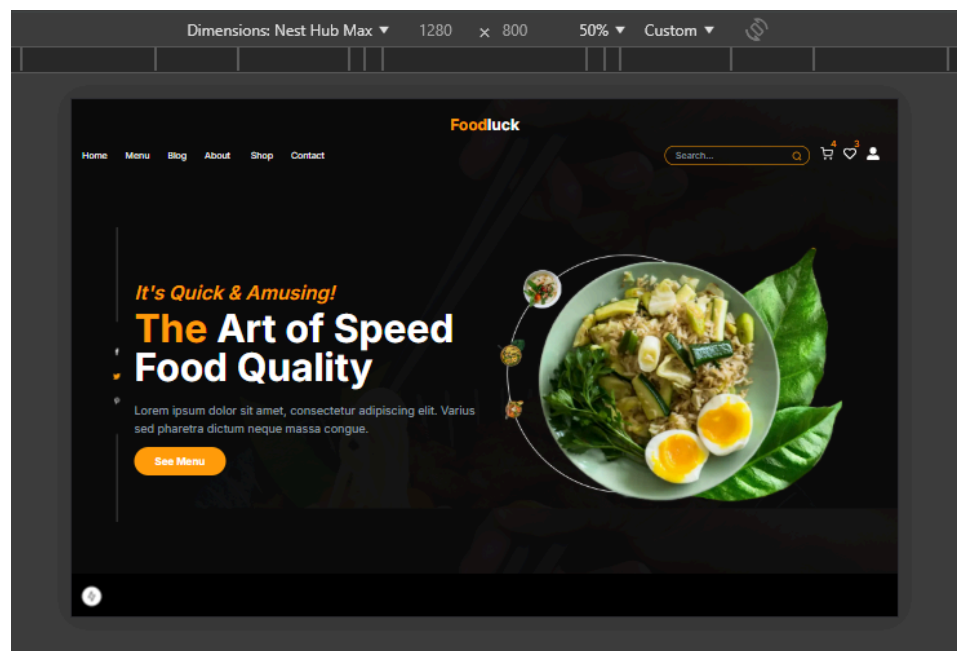 Dimensions: Nest Hub Max ▼ 1280 × 800 50% ▼ Custom ▼
Foodluck
Home Menu Blog About Shop Contact Search... 4 3
It's Quick & Amusing!
The Art of Speed
Food Quality
Lorem ipsum dolor sit amet, consectetur adipiscing elit. Varius
sed pharetra dictum neque massa congue.
See Menu